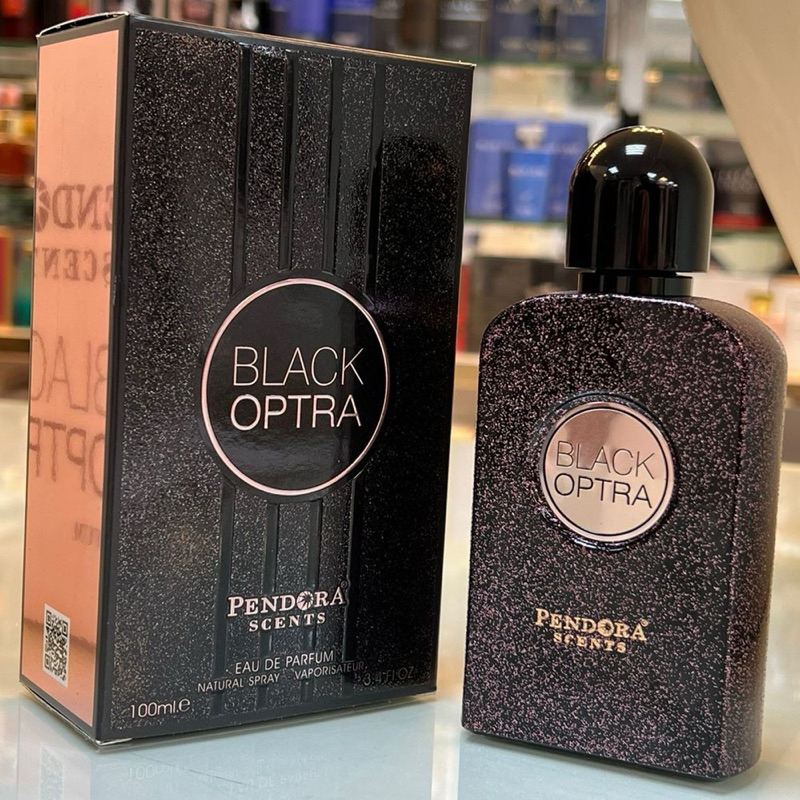 BLACK
OPTRA
PENDORA®
SCENTS
EAU DE PARFUM
NATURAL SPRAY VAPORISATEUR
100ml.e 3.4 Fl OZ.
BLACK
OPTRA
PENDORA®
SCENTS